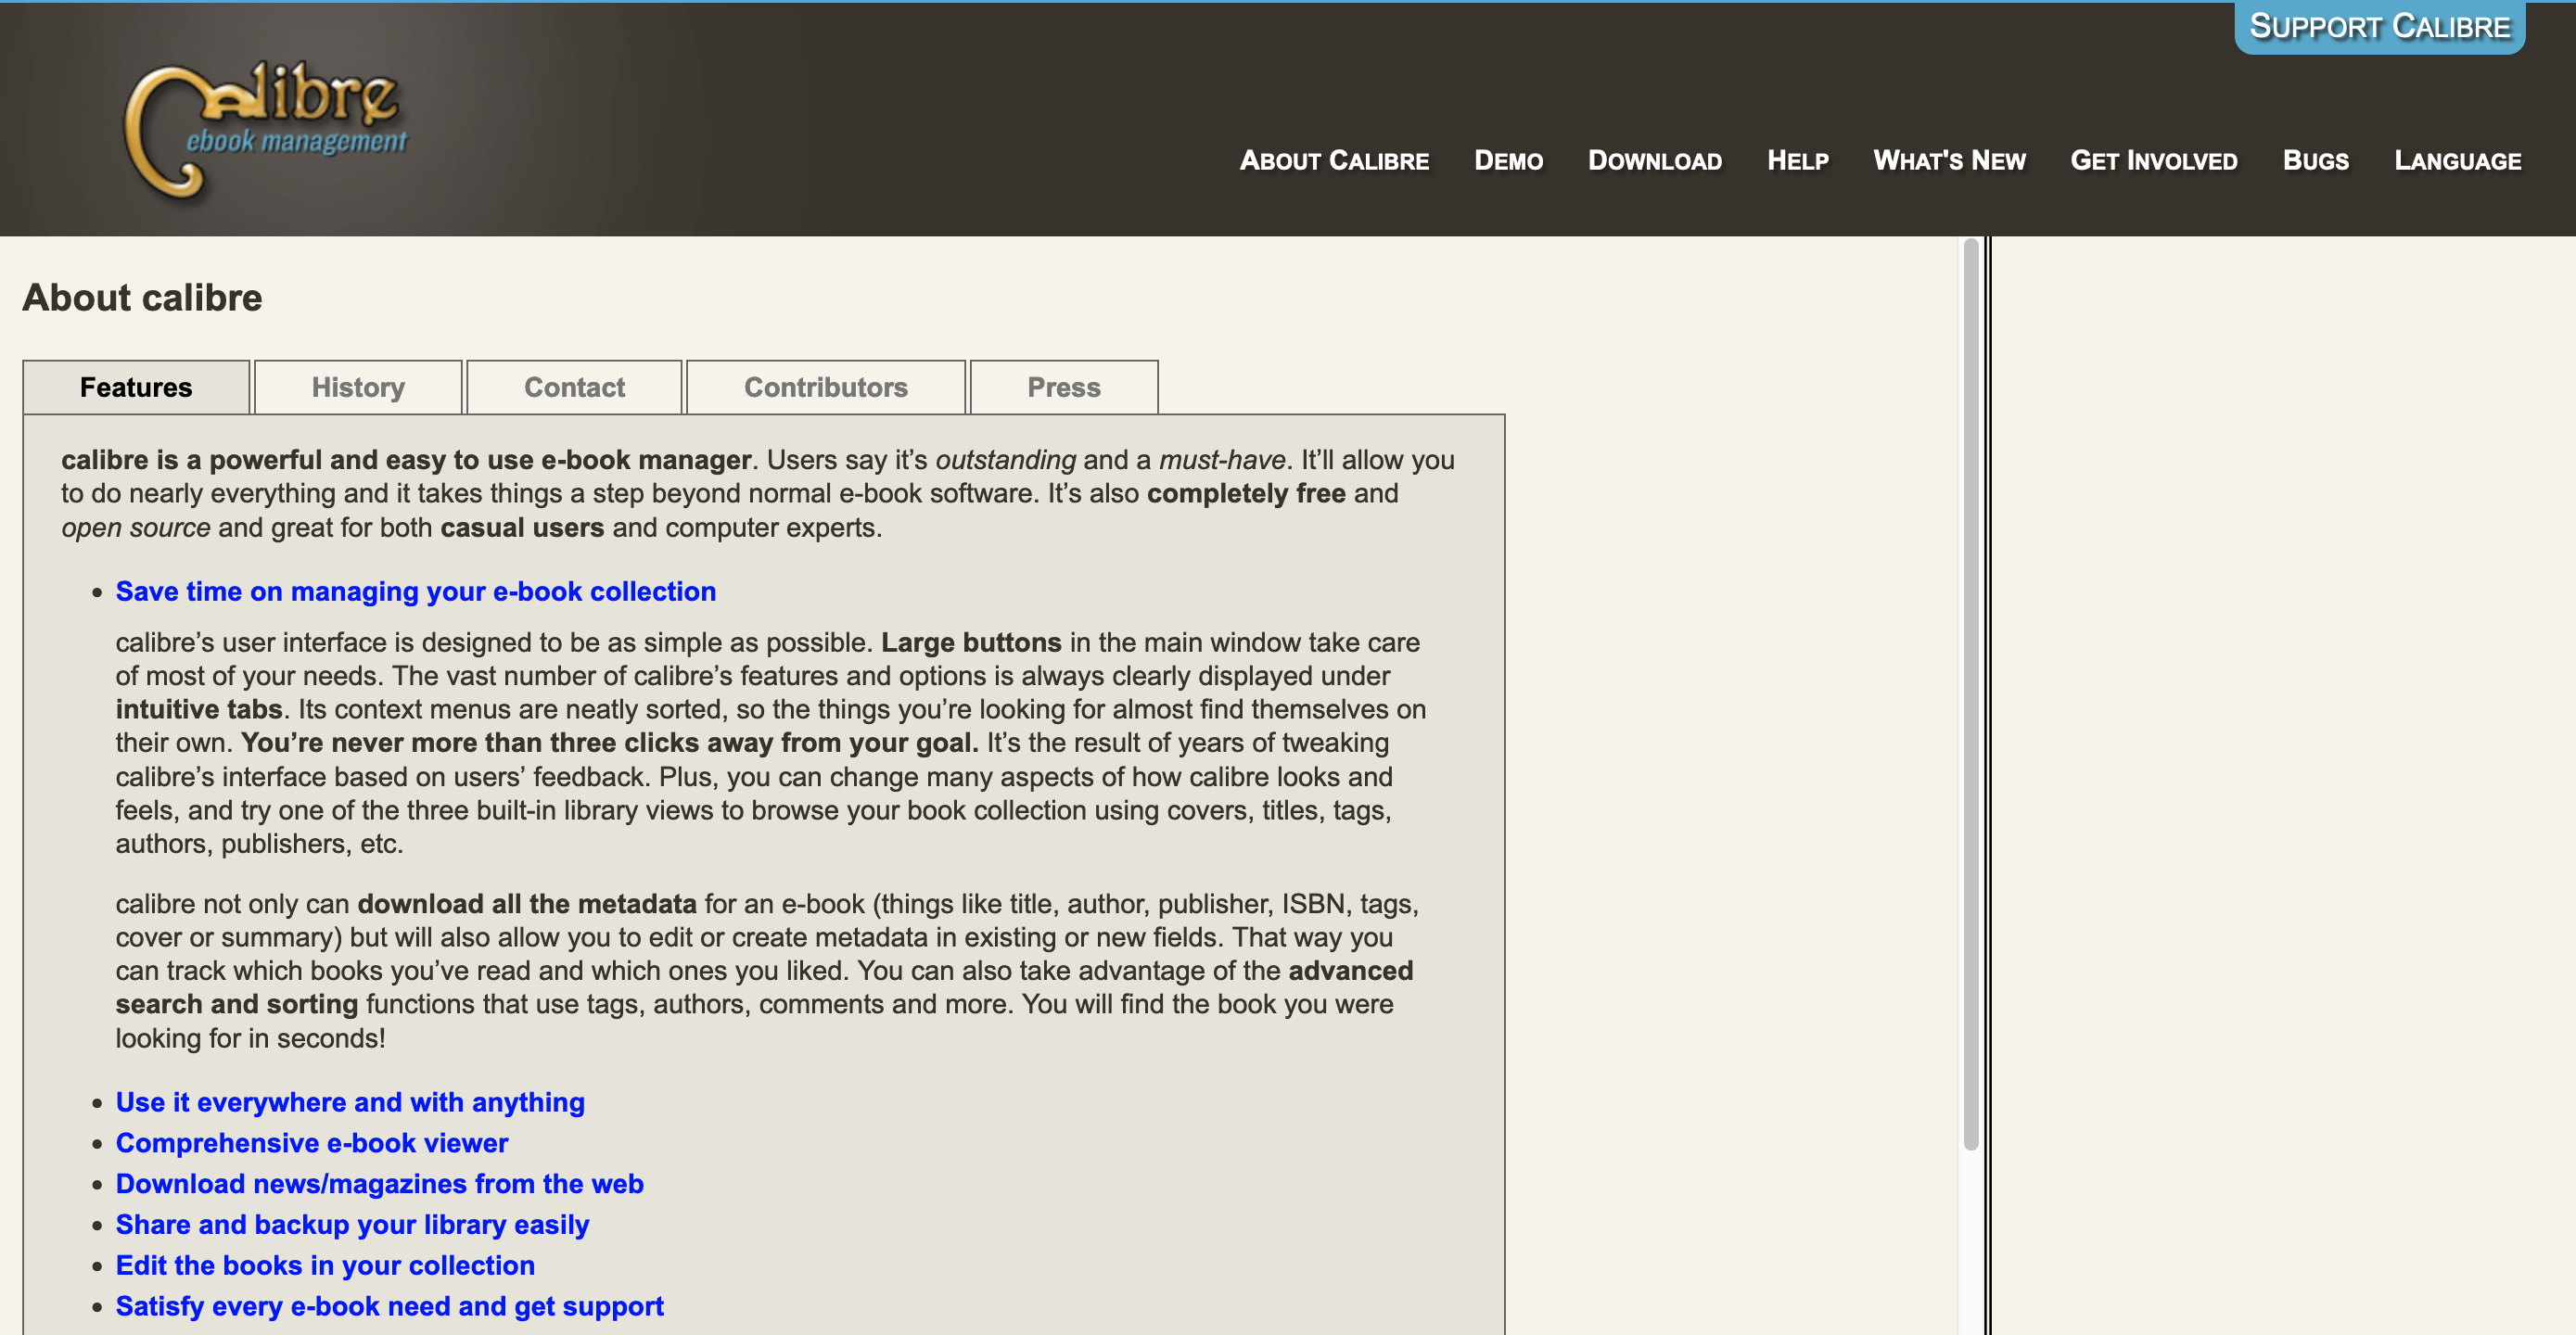 SUPPORT CALIBRE
Calibre
ebook management
ABOUT CALIBRE DEMO DOWNLOAD HELP WHAT'S NEW GET INVOLVED BUGS LANGUAGE
About calibre
Features History Contact Contributors Press
calibre is a powerful and easy to use e-book manager. Users say it’s outstanding and a must-have. It’ll allow you
to do nearly everything and it takes things a step beyond normal e-book software. It’s also completely free and
open source and great for both casual users and computer experts.
• Save time on managing your e-book collection
calibre’s user interface is designed to be as simple as possible. Large buttons in the main window take care
of most of your needs. The vast number of calibre’s features and options is always clearly displayed under
intuitive tabs. Its context menus are neatly sorted, so the things you’re looking for almost find themselves on
their own. You’re never more than three clicks away from your goal. It’s the result of years of tweaking
calibre’s interface based on users’ feedback. Plus, you can change many aspects of how calibre looks and
feels, and try one of the three built-in library views to browse your book collection using covers, titles, tags,
authors, publishers, etc.
calibre not only can download all the metadata for an e-book (things like title, author, publisher, ISBN, tags,
cover or summary) but will also allow you to edit or create metadata in existing or new fields. That way you
can track which books you’ve read and which ones you liked. You can also take advantage of the advanced
search and sorting functions that use tags, authors, comments and more. You will find the book you were
looking for in seconds!
• Use it everywhere and with anything
• Comprehensive e-book viewer
• Download news/magazines from the web
• Share and backup your library easily
• Edit the books in your collection
• Satisfy every e-book need and get support